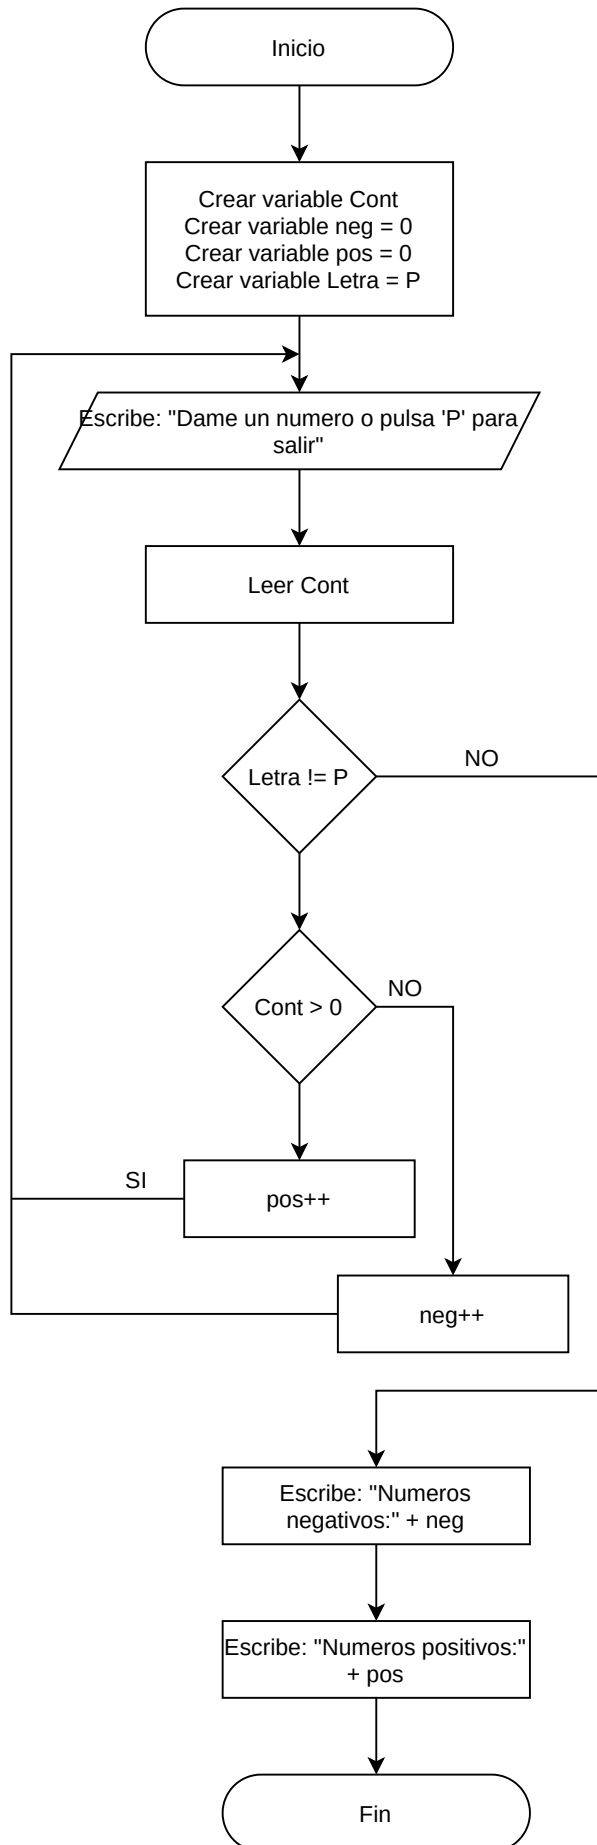 Inicio
Crear variable Cont
Crear variable neg = 0
Crear variable pos = 0
Crear variable Letra = P
Escribe: "Dame un numero o pulsa 'P' para
salir"
Leer Cont
Letra != P
NO
Cont > 0
NO
SI
pos++
neg++
Escribe: "Numeros
negativos:" + neg
Escribe: "Numeros positivos:"
+ pos
Fin